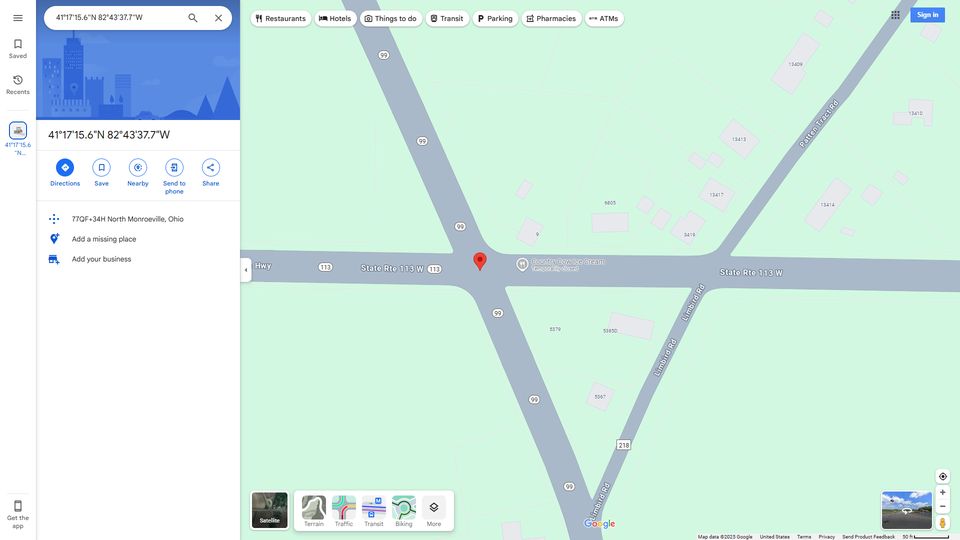 41°17'15.6"N 82°43'37.7"W
Restaurants
Hotels
Things to do
Transit
Parking
Pharmacies
ATMs
Sign in
Saved
Recents
41°17'15.6
"N...
41°17'15.6"N 82°43'37.7"W
Directions
Save
Nearby
Send to
phone
Share
77QF+34H North Monroeville, Ohio
Add a missing place
Add your business
Get the
app
99
99
99
99
99
99
Hwy
113
State Rte 113 W
113
State Rte 113 W
Country Cow Ice Cream
Temporarily closed
Patten Tract Rd
Limbird Rd
Limbird Rd
Limbird Rd
218
13409
13410
13413
13417
13414
6805
3419
9
5379
5365D
5367
Satellite
Terrain
Traffic
Transit
Biking
More
Google
Map data ©2025 Google
United States
Terms
Privacy
Send Product Feedback
50 ft